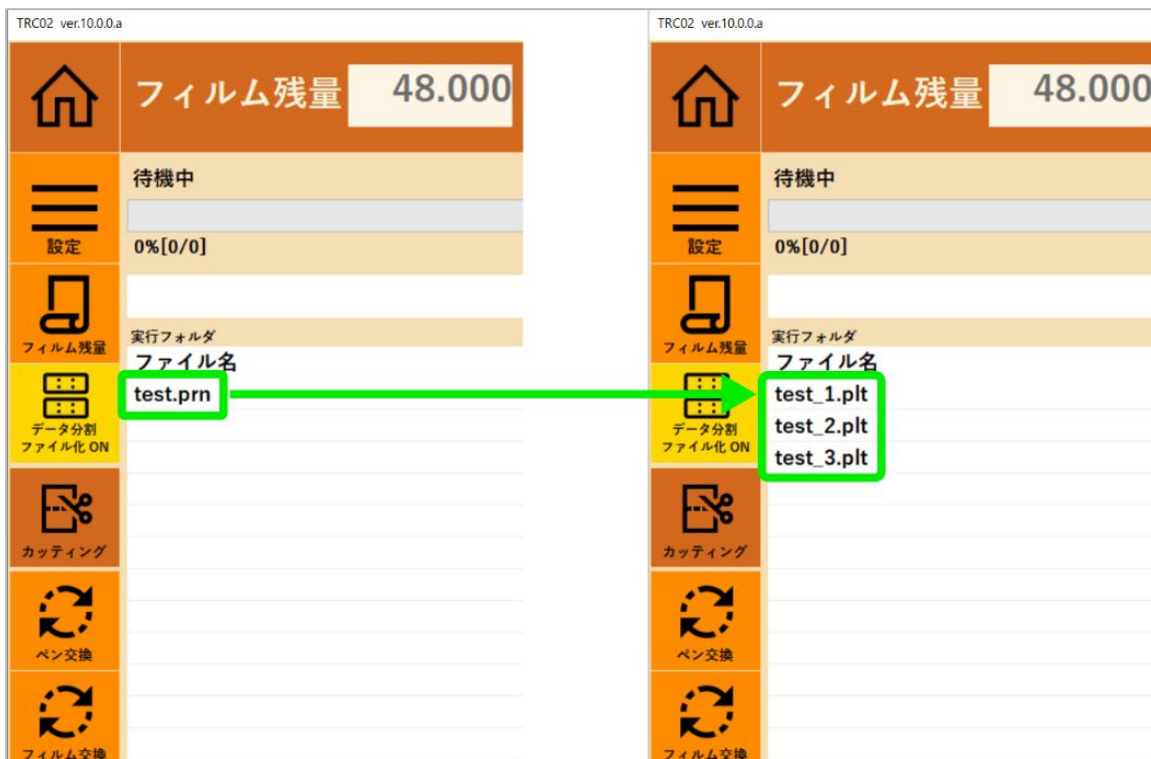 TRC02 ver.10.0.0.a
フィルム残量 48.000
待機中
設定
0%[0/0]
フィルム残量
実行フォルダ
ファイル名
test.prn
データ分割
ファイル化 ON
カッティング
ペン交換
フィルム交換
TRC02 ver.10.0.0.a
フィルム残量 48.000
待機中
設定
0%[0/0]
フィルム残量
実行フォルダ
ファイル名
test_1.plt
test_2.plt
test_3.plt
データ分割
ファイル化 ON
カッティング
ペン交換
フィルム交換